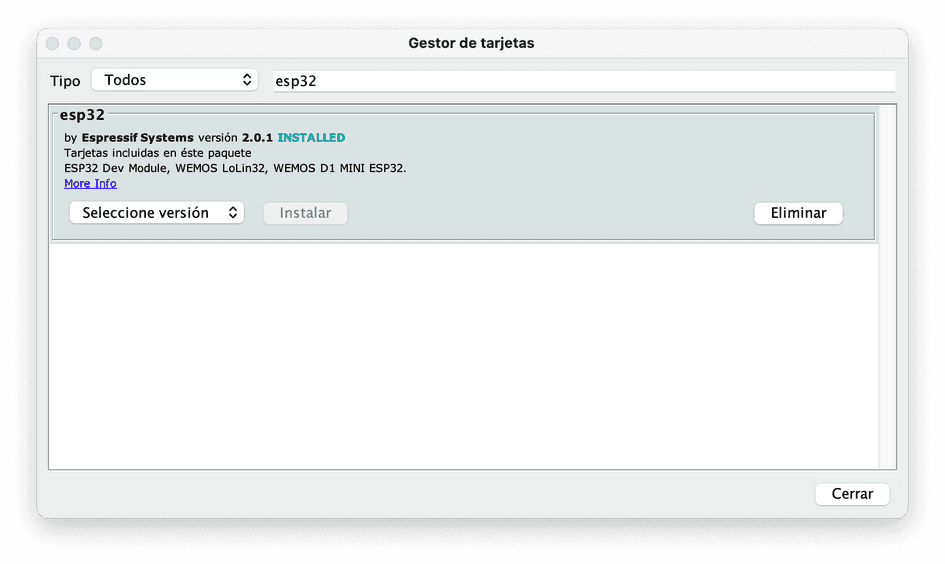 Gestor de tarjetas
Tipo Todos esp32
esp32
by Espressif Systems versión 2.0.1 INSTALLED
Tarjetas incluidas en éste paquete
ESP32 Dev Module, WEMOS LoLin32, WEMOS D1 MINI ESP32.
More Info
Seleccione versión Instalar Eliminar
Cerrar